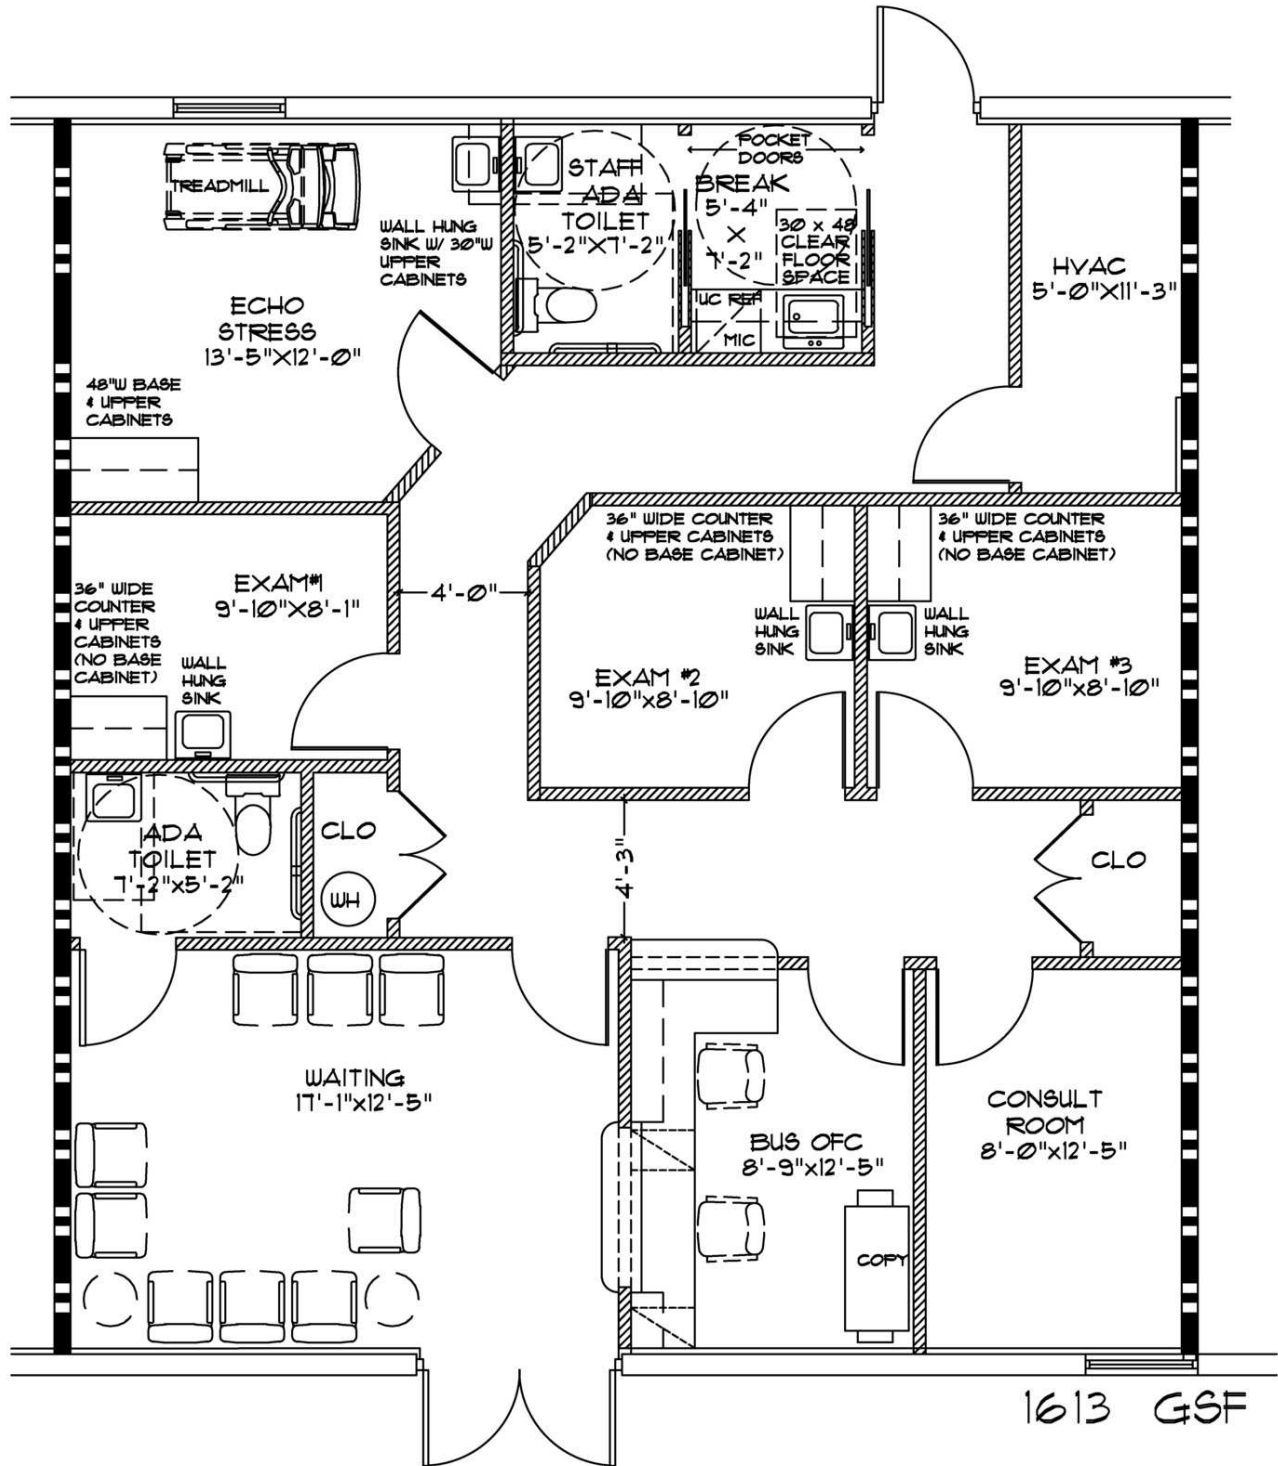 POCKET
DOORS
TREADMILL
STAFF
ADA
TOILET
5'-2"X7'-2"
BREAK
5'-4"
X
7'-2"
30 x 48
CLEAR
FLOOR
SPACE
WALL HUNG
SINK W/ 30"W
UPPER
CABINETS
HVAC
5'-0"X11'-3"
UC REF
MIC
ECHO
STRESS
13'-5"X12'-0"
48"W BASE
& UPPER
CABINETS
36" WIDE COUNTER
& UPPER CABINETS
(NO BASE CABINET)
36" WIDE COUNTER
& UPPER CABINETS
(NO BASE CABINET)
EXAM#1
9'-10"X8'-1"
4'-0"
36" WIDE
COUNTER
& UPPER
CABINETS
(NO BASE
CABINET)
WALL
HUNG
SINK
WALL
HUNG
SINK
WALL
HUNG
SINK
EXAM #2
9'-10"x8'-10"
EXAM #3
9'-10"x8'-10"
ADA
TOILET
7'-2"x5'-2"
CLO
WH
4'-3"
CLO
WAITING
17'-1"x12'-5"
BUS OFC
8'-9"x12'-5"
CONSULT
ROOM
8'-0"x12'-5"
COPY
1613 GSF